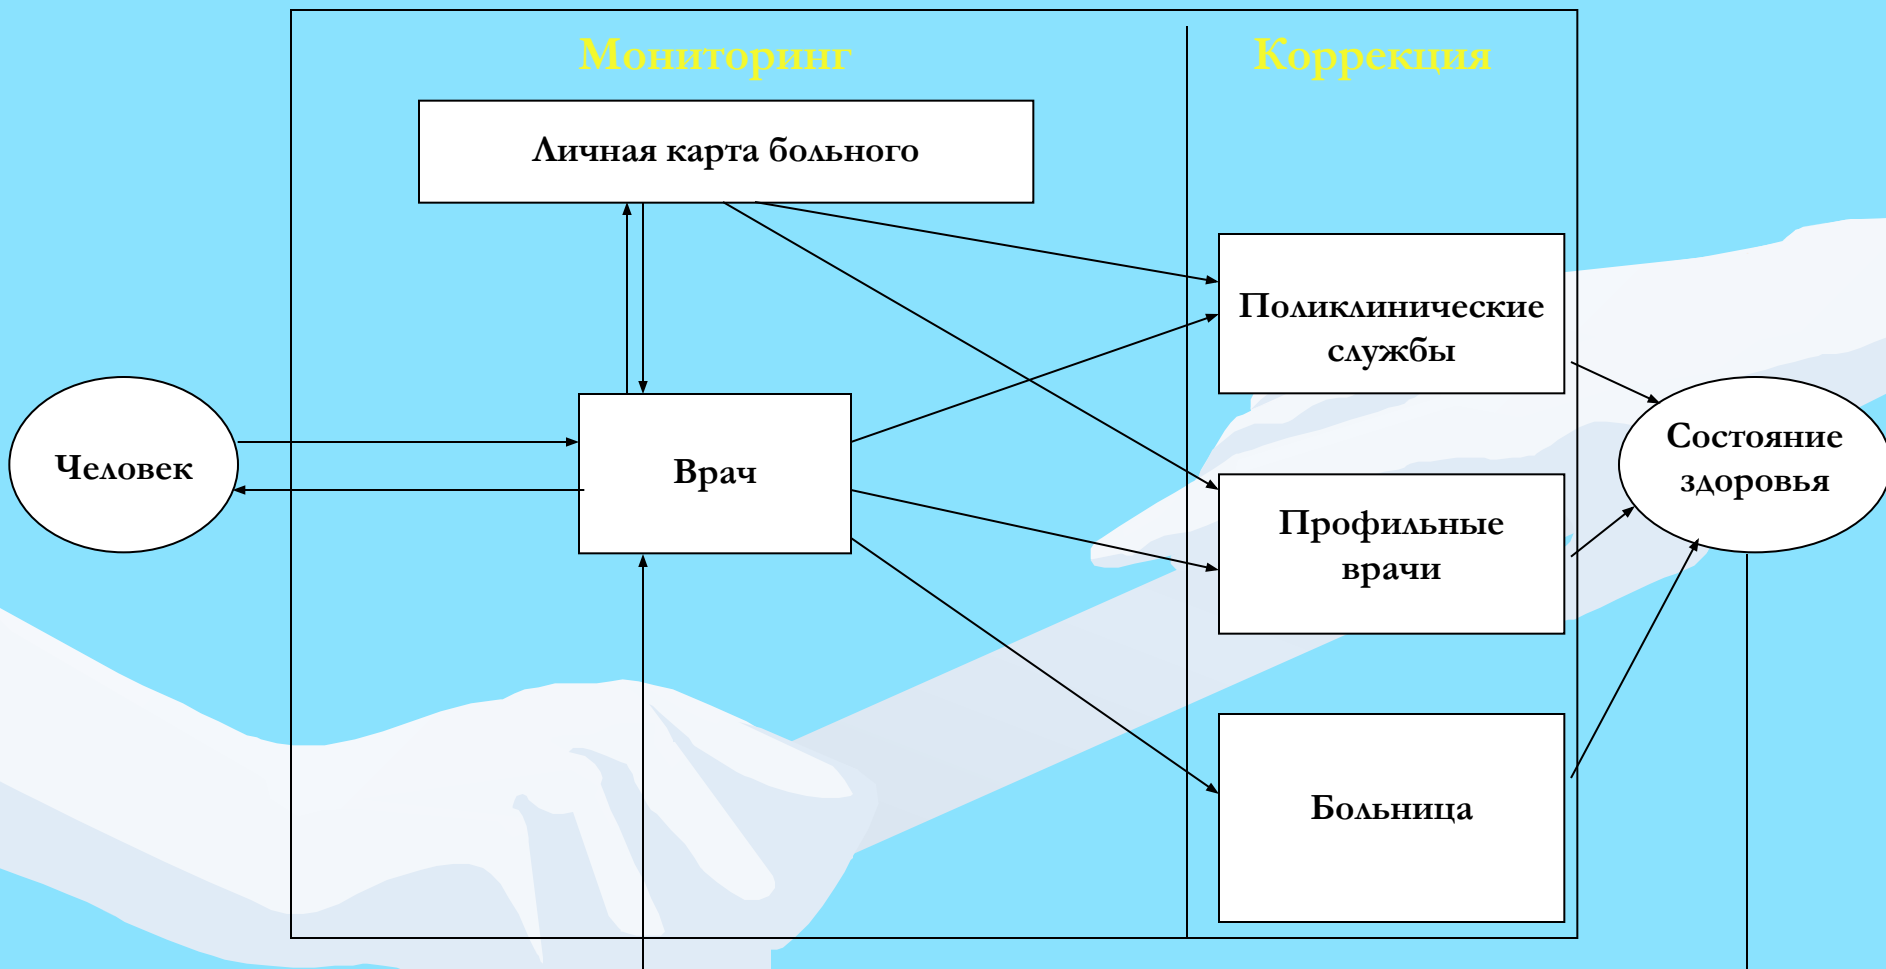 Мониторинг
Коррекция
Личная карта больного
Поликлинические
службы
Человек
Врач
Состояние
здоровья
Профильные
врачи
Больница